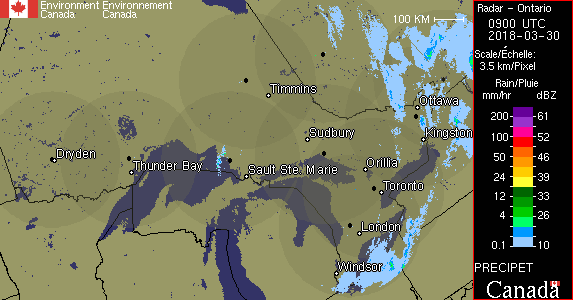 Environment Environnement
Canada Canada
100 KM
Timmins
Ottawa
Sudbury
Kingston
Dryden
Thunder Bay
Sault Ste. Marie
Orillia
Toronto
London
Windsor
Radar - Ontario
0900 UTC
2018-03-30
Scale/Échelle:
3.5 km/Pixel
Rain/Pluie
mm/hr dBZ
200 61
100 52
50 46
24 39
12 33
4 26
0.1 10
PRECIPET
Canada